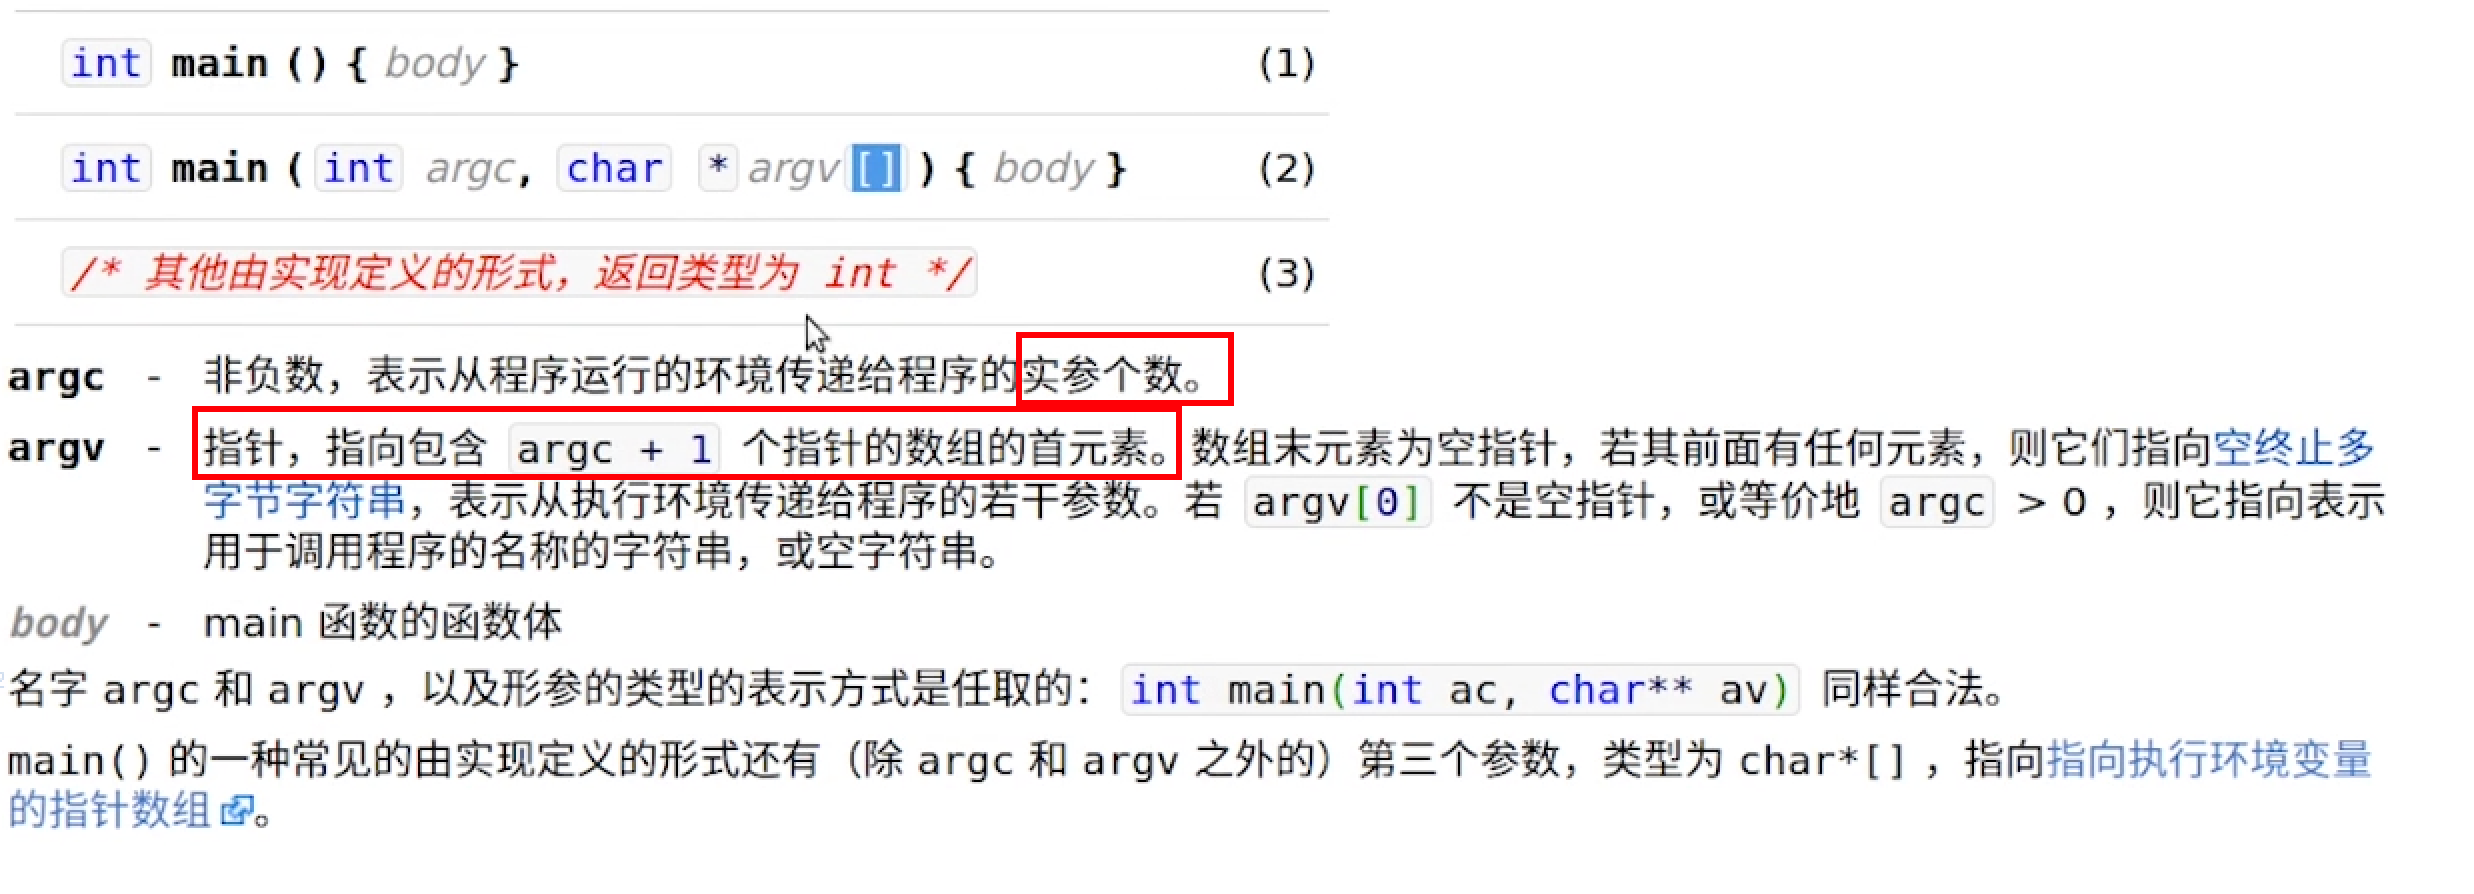 int main () { body } (1)
int main ( int argc, char * argv [] ) { body } (2)
/* 其他由实现定义的形式，返回类型为 int */ (3)
argc - 非负数，表示从程序运行的环境传递给程序的实参个数。
argv - 指针，指向包含 argc + 1 个指针的数组的首元素。数组末元素为空指针，若其前面有任何元素，则它们指向空终止多
字节字符串，表示从执行环境传递给程序的若干参数。若 argv[0] 不是空指针，或等价地 argc > 0 ，则它指向表示
用于调用程序的名称的字符串，或空字符串。
body - main 函数的函数体
名字 argc 和 argv ，以及形参的类型的表示方式是任取的： int main(int ac, char** av) 同样合法。
main() 的一种常见的由实现定义的形式还有（除 argc 和 argv 之外的）第三个参数，类型为 char*[] ，指向指向执行环境变量
的指针数组。